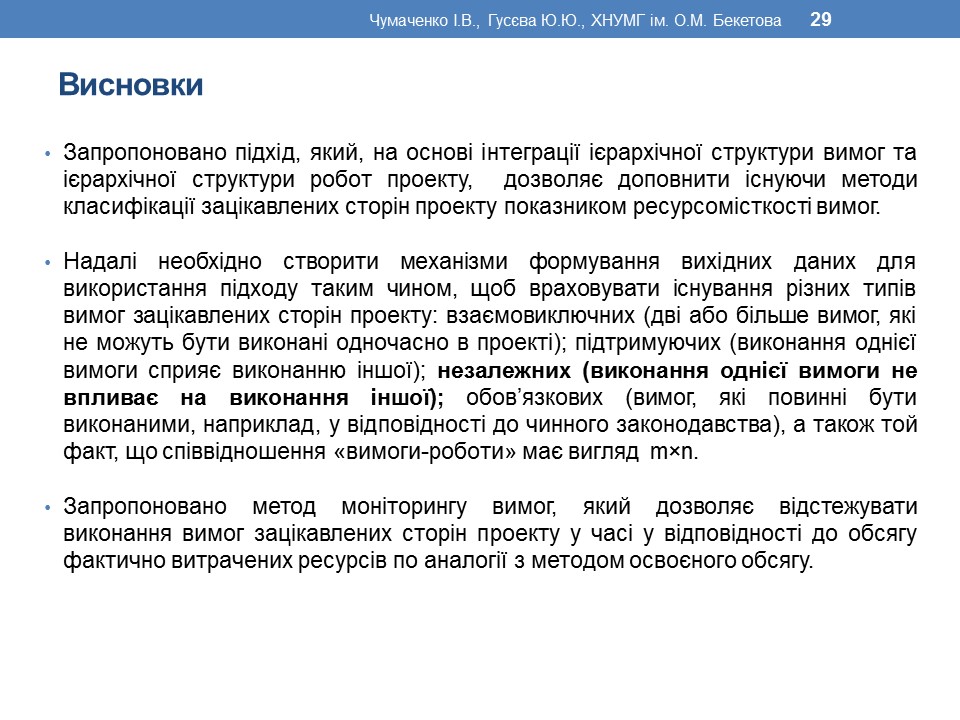 Чумаченко І.В., Гусєва Ю.Ю., ХНУМГ ім. О.М. Бекетова 29
Висновки
• Запропоновано підхід, який, на основі інтеграції ієрархічної структури вимог та
ієрархічної структури робот проекту, дозволяє доповнити існуючи методи
класифікації зацікавлених сторін проекту показником ресурсомісткості вимог.
• Надалі необхідно створити механізми формування вихідних даних для
використання підходу таким чином, щоб враховувати існування різних типів
вимог зацікавлених сторін проекту: взаємовиключних (дві або більше вимог, які
не можуть бути виконані одночасно в проекті); підтримуючих (виконання однієї
вимоги сприяє виконанню іншої); незалежних (виконання однієї вимоги не
впливає на виконання іншої); обов’язкових (вимог, які повинні бути
виконаними, наприклад, у відповідності до чинного законодавства), а також той
факт, що співвідношення «вимоги-роботи» має вигляд m×n.
• Запропоновано метод моніторингу вимог, який дозволяє відстежувати
виконання вимог зацікавлених сторін проекту у часі у відповідності до обсягу
фактично витрачених ресурсів по аналогії з методом освоєного обсягу.